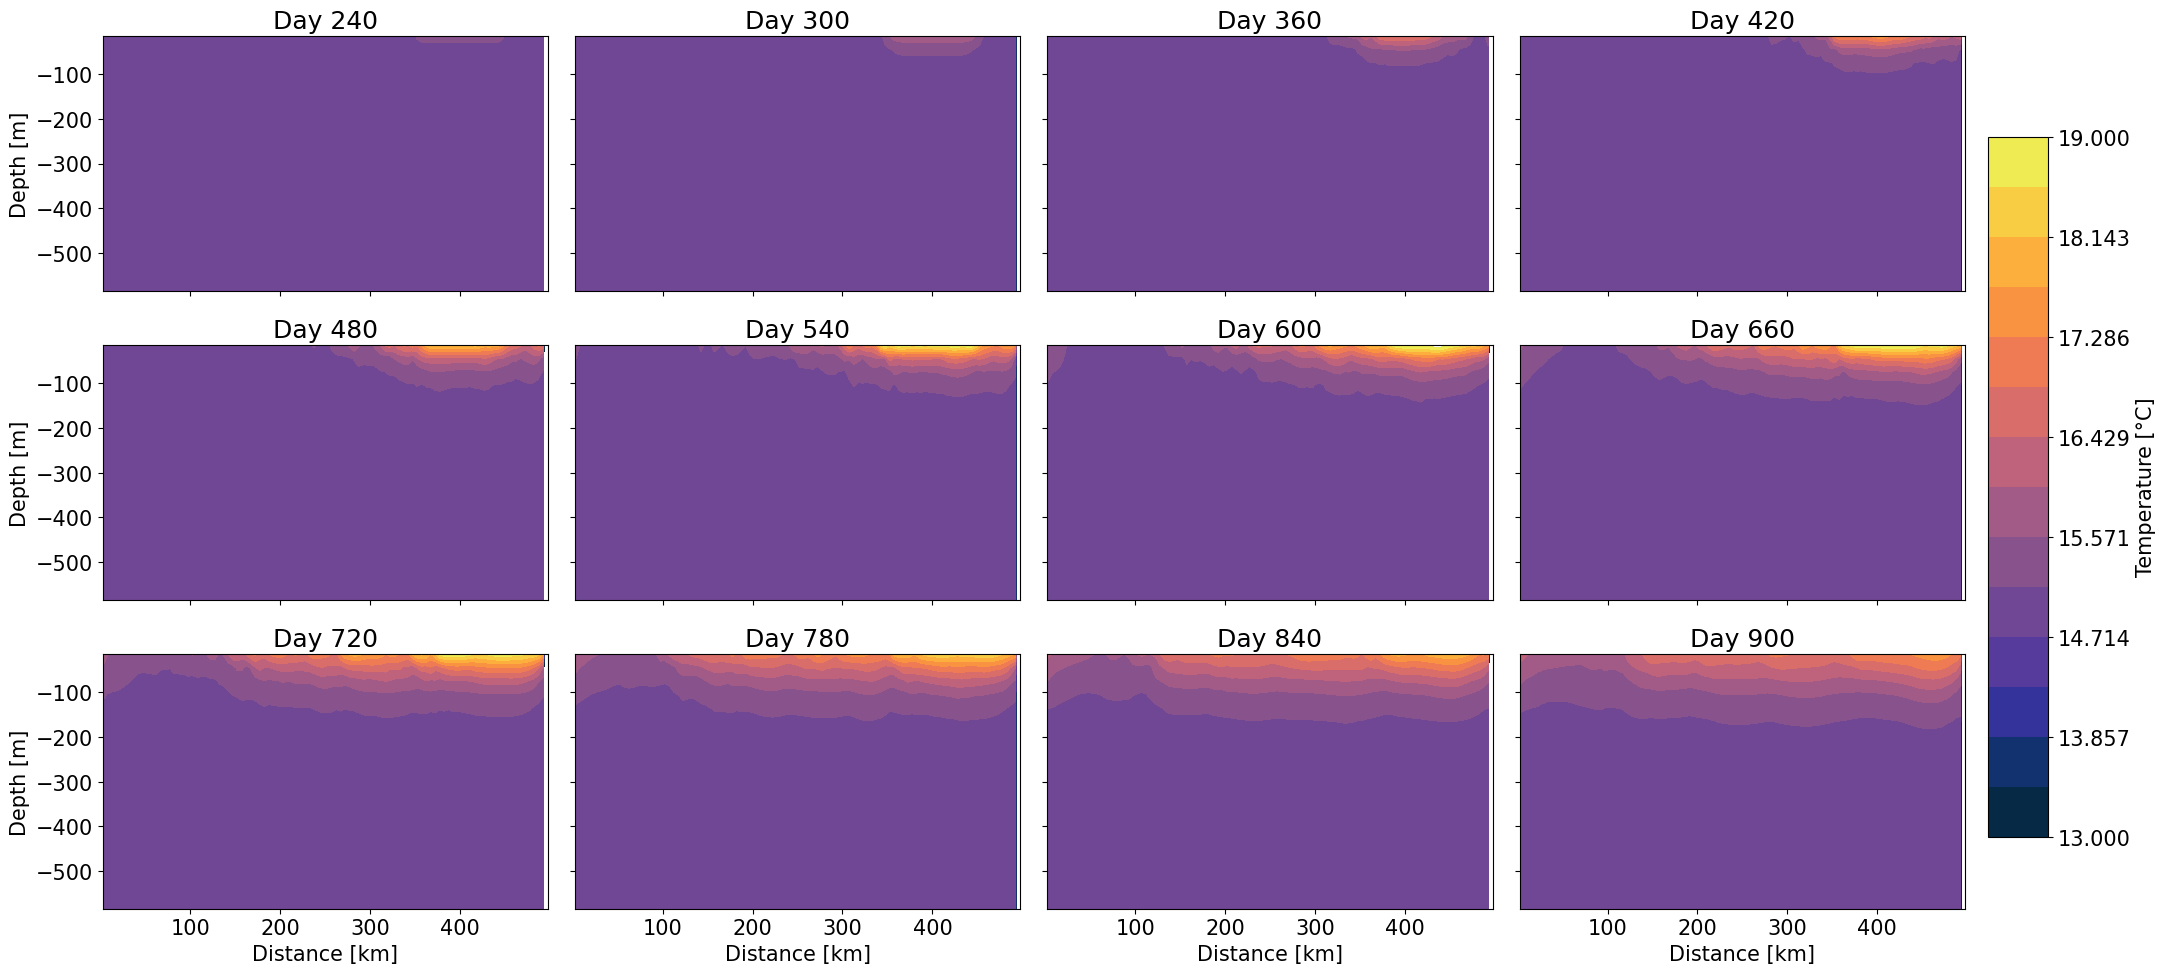 Day 240 Day 300 Day 360 Day 420
−100
−200
−300
−400
−500
Depth [m]
100 200 300 400
Day 480 Day 540 Day 600 Day 660
−100
−200
−300
−400
−500
Depth [m]
Day 720 Day 780 Day 840 Day 900
−100
−200
−300
−400
−500
Depth [m]
100 200 300 400 100 200 300 400 100 200 300 400
Distance [km] Distance [km] Distance [km] Distance [km]
19.000
18.143
17.286
16.429
15.571
14.714
13.857
13.000
Temperature [°C]